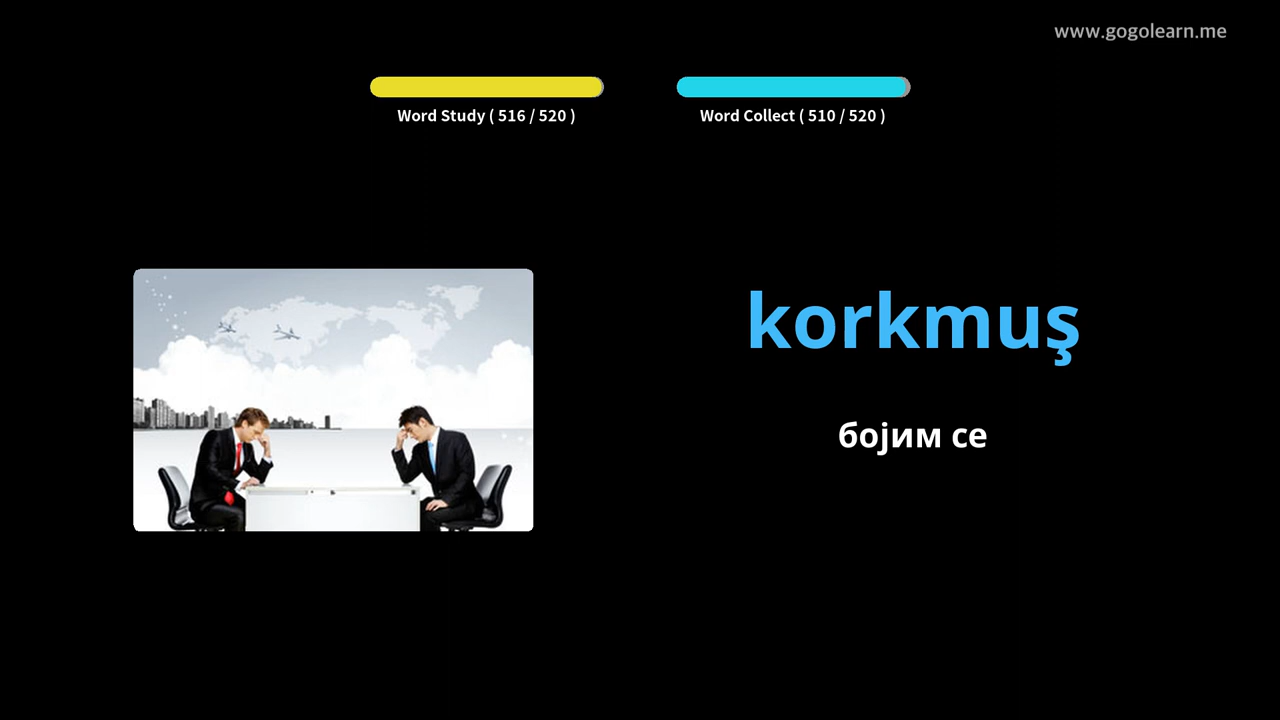 www.gogolearn.me
Word Study ( 516 / 520 )
Word Collect ( 510 / 520 )
korkmuş
бојим се